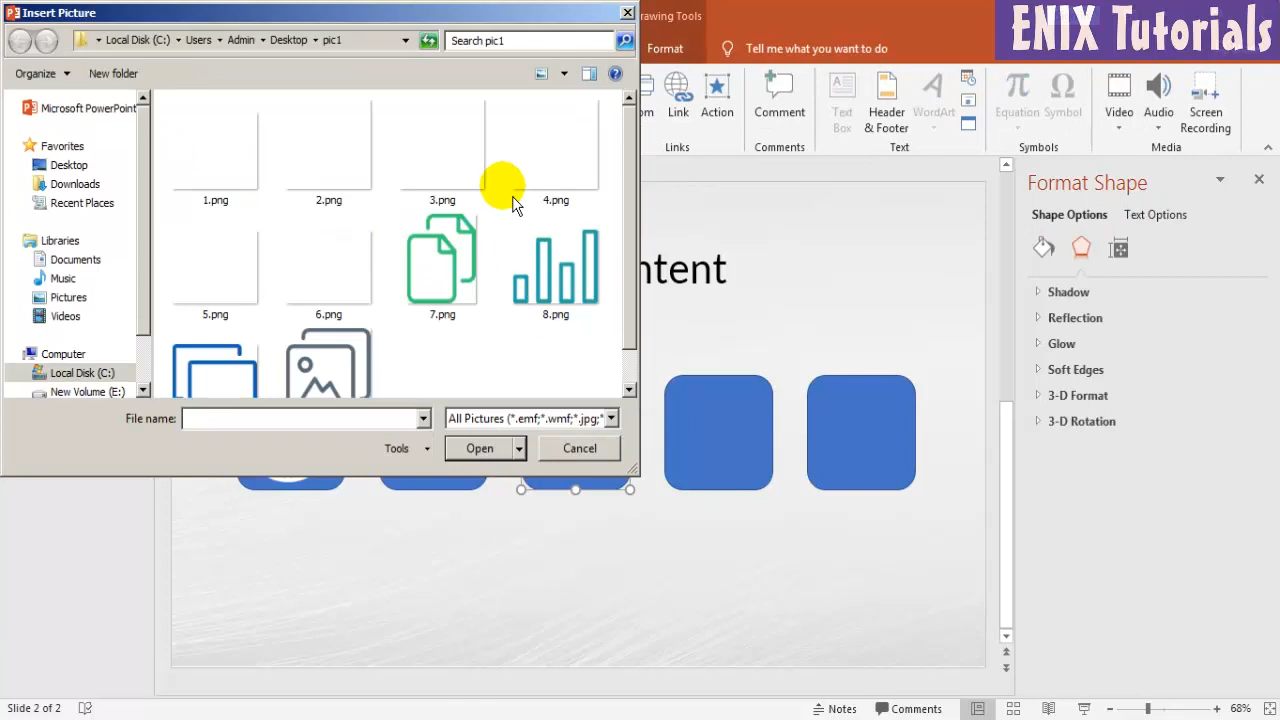 Insert Picture
Local Disk (C:) Users Admin Desktop pic1
Search pic1
Organize New folder
Microsoft PowerPoint
Favorites
Desktop
Downloads
Recent Places
Libraries
Documents
Music
Pictures
Videos
Computer
Local Disk (C:)
New Volume (E:)
1.png 2.png 3.png 4.png
5.png 6.png 7.png 8.png
File name:
All Pictures (*.emf;*.wmf;*.jpg;*
Tools Open Cancel
rawing Tools
Format Tell me what you want to do
ENIX Tutorials
om Link Action Comment Text Box Header & Footer WordArt Equation Symbol Video Audio Screen Recording
Links Comments Text Symbols Media
ntent
Format Shape
Shape Options Text Options
Shadow
Reflection
Glow
Soft Edges
3-D Format
3-D Rotation
Slide 2 of 2 Notes Comments 68%